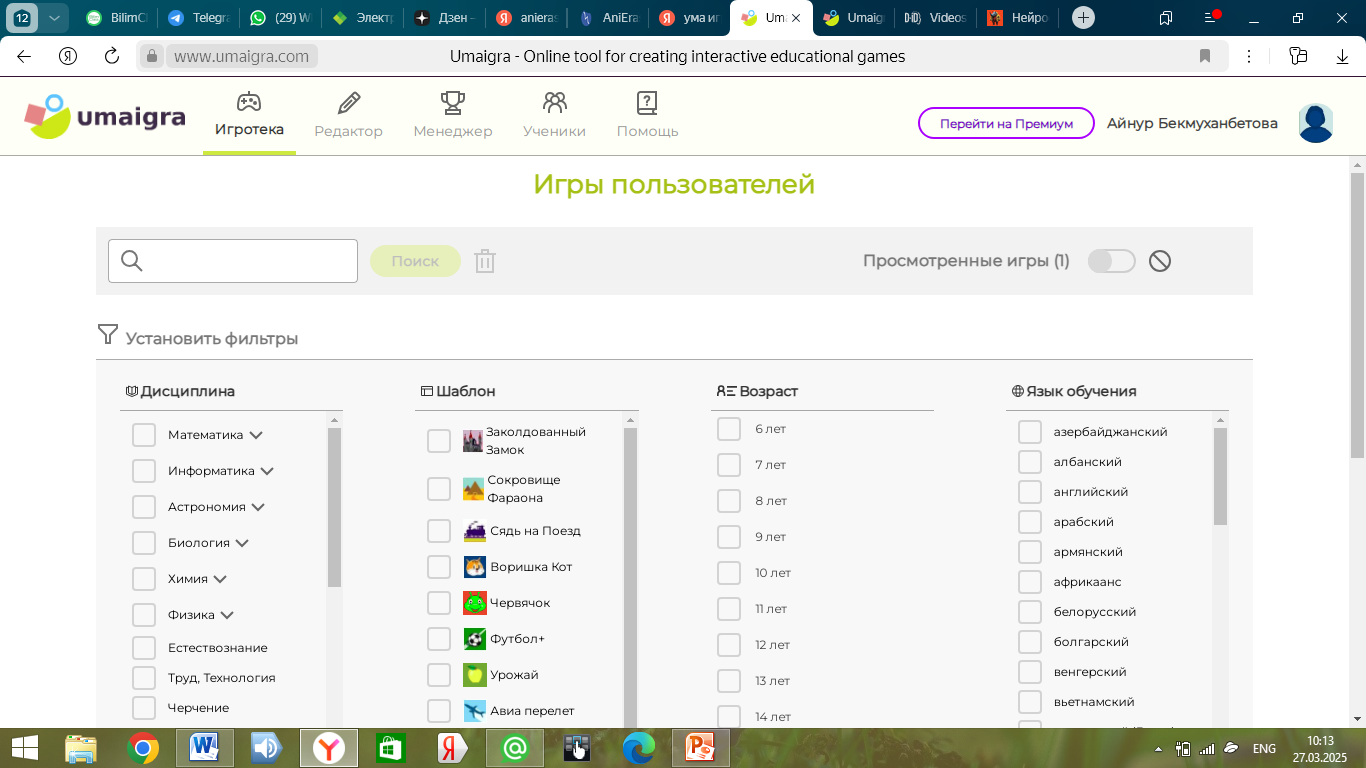 12
BilimCl
Telegra
(29) W
Электр
Дзен –
anieras
AniEra
ума иг
Uma
Umaig
Videos
Нейро
www.umaigra.com
Umaigra - Online tool for creating interactive educational games
umaigra
Игротека
Редактор
Менеджер
Ученики
Помощь
Перейти на Премиум
Айнур Бекмуханбетова
Игры пользователей
Поиск
Просмотренные игры (1)
Установить фильтры
Дисциплина
Математика
Информатика
Астрономия
Биология
Химия
Физика
Естествознание
Труд, Технология
Черчение
Шаблон
Заколдованный
Замок
Сокровище
Фараона
Сядь на Поезд
Воришка Кот
Червячок
Футбол+
Урожай
Авиа перелет
Возраст
6 лет
7 лет
8 лет
9 лет
10 лет
11 лет
12 лет
13 лет
14 лет
Язык обучения
азербайджанский
албанский
английский
арабский
армянский
африкаанс
белорусский
болгарский
венгерский
вьетнамский
ENG
10:13
27.03.2025